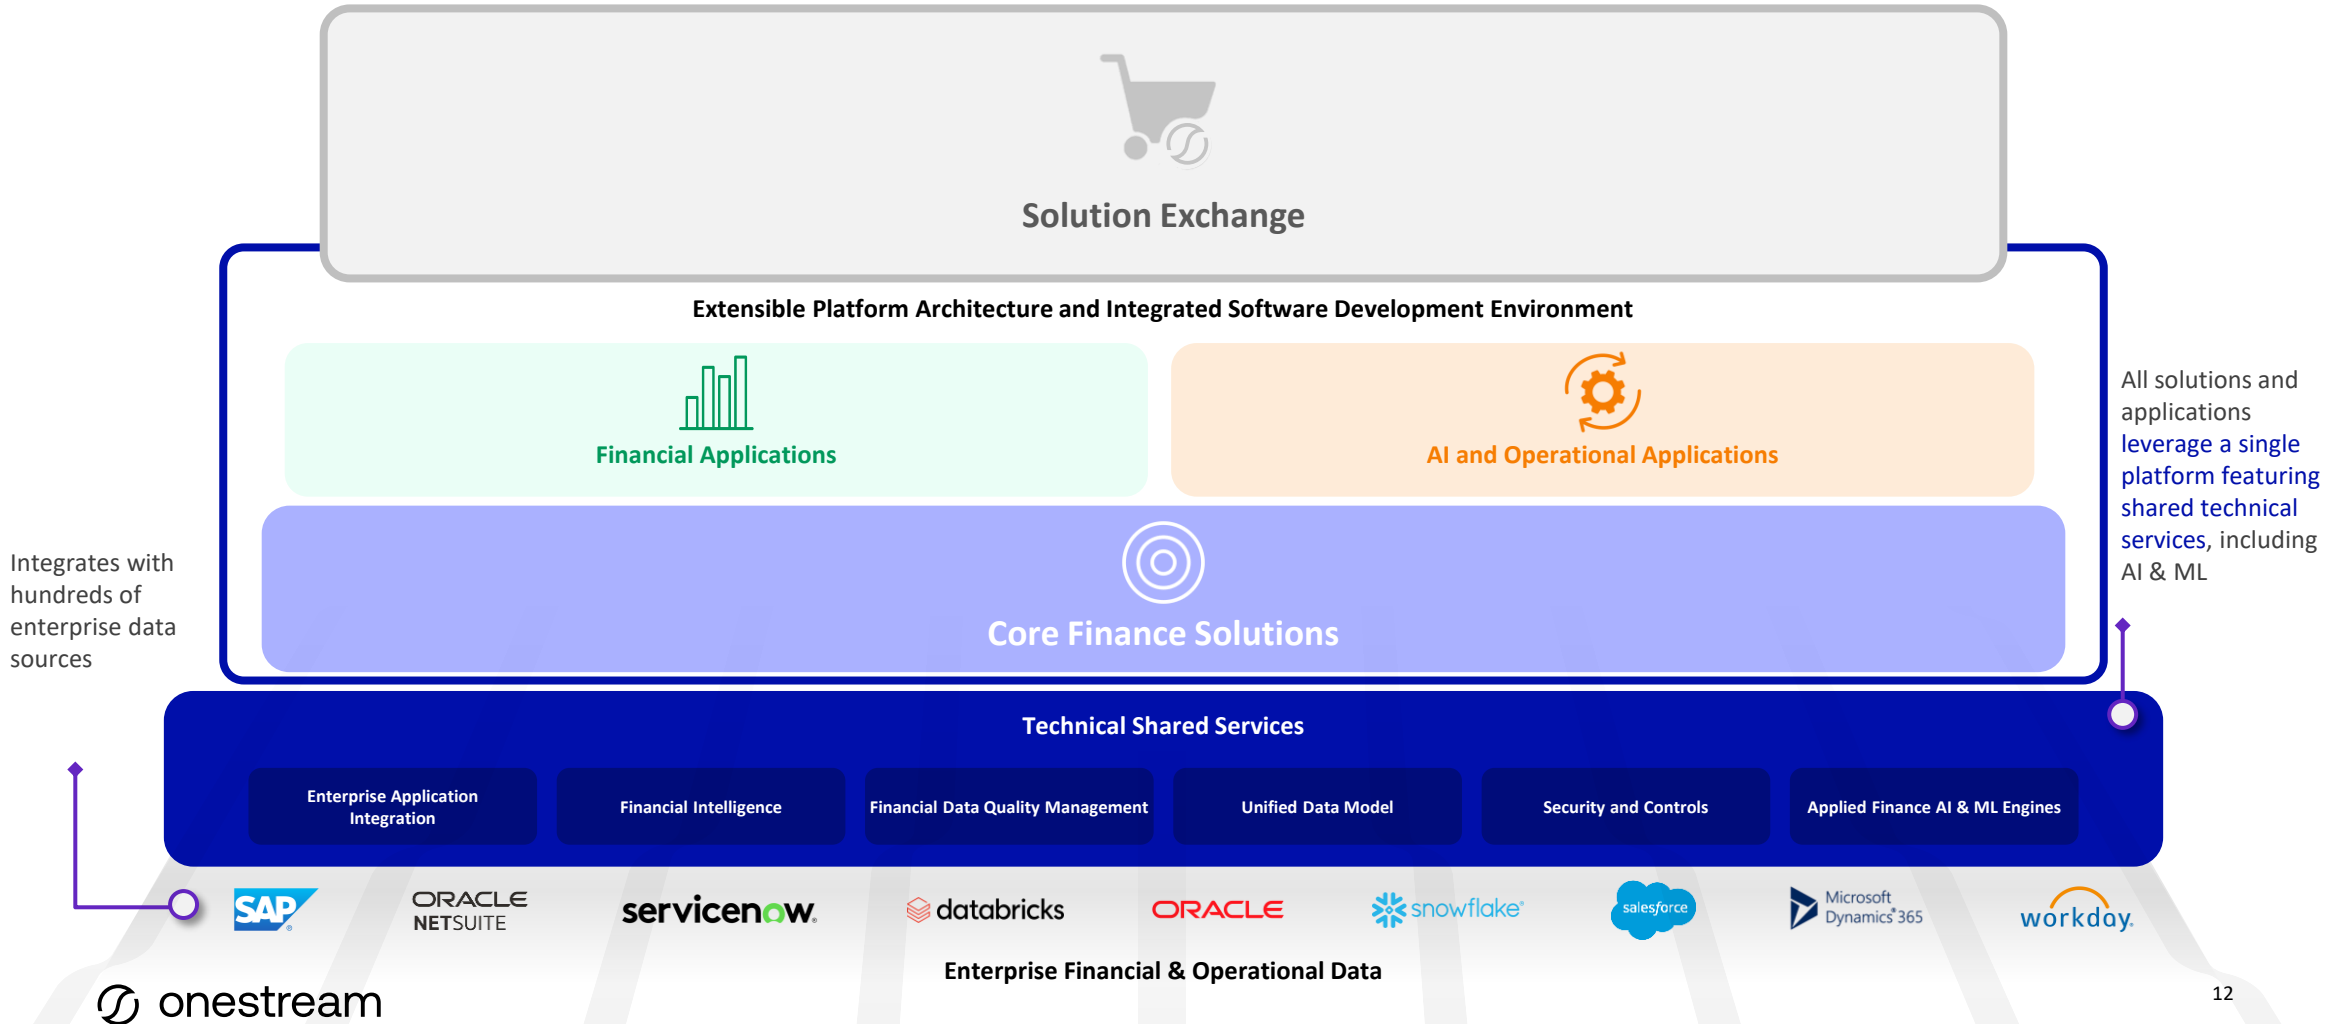 Solution Exchange
Extensible Platform Architecture and Integrated Software Development Environment
Financial Applications
AI and Operational Applications
Core Finance Solutions
All solutions and
applications
leverage a single
platform featuring
shared technical
services, including
AI & ML
Integrates with
hundreds of
enterprise data
sources
Technical Shared Services
Enterprise Application
Integration
Financial Intelligence
Financial Data Quality Management
Unified Data Model
Security and Controls
Applied Finance AI & ML Engines
SAP®
ORACLE
NETSUITE
servicenow.
databricks
ORACLE
snowflake®
salesforce
Microsoft
Dynamics® 365
workday.
Enterprise Financial & Operational Data
onestream
12